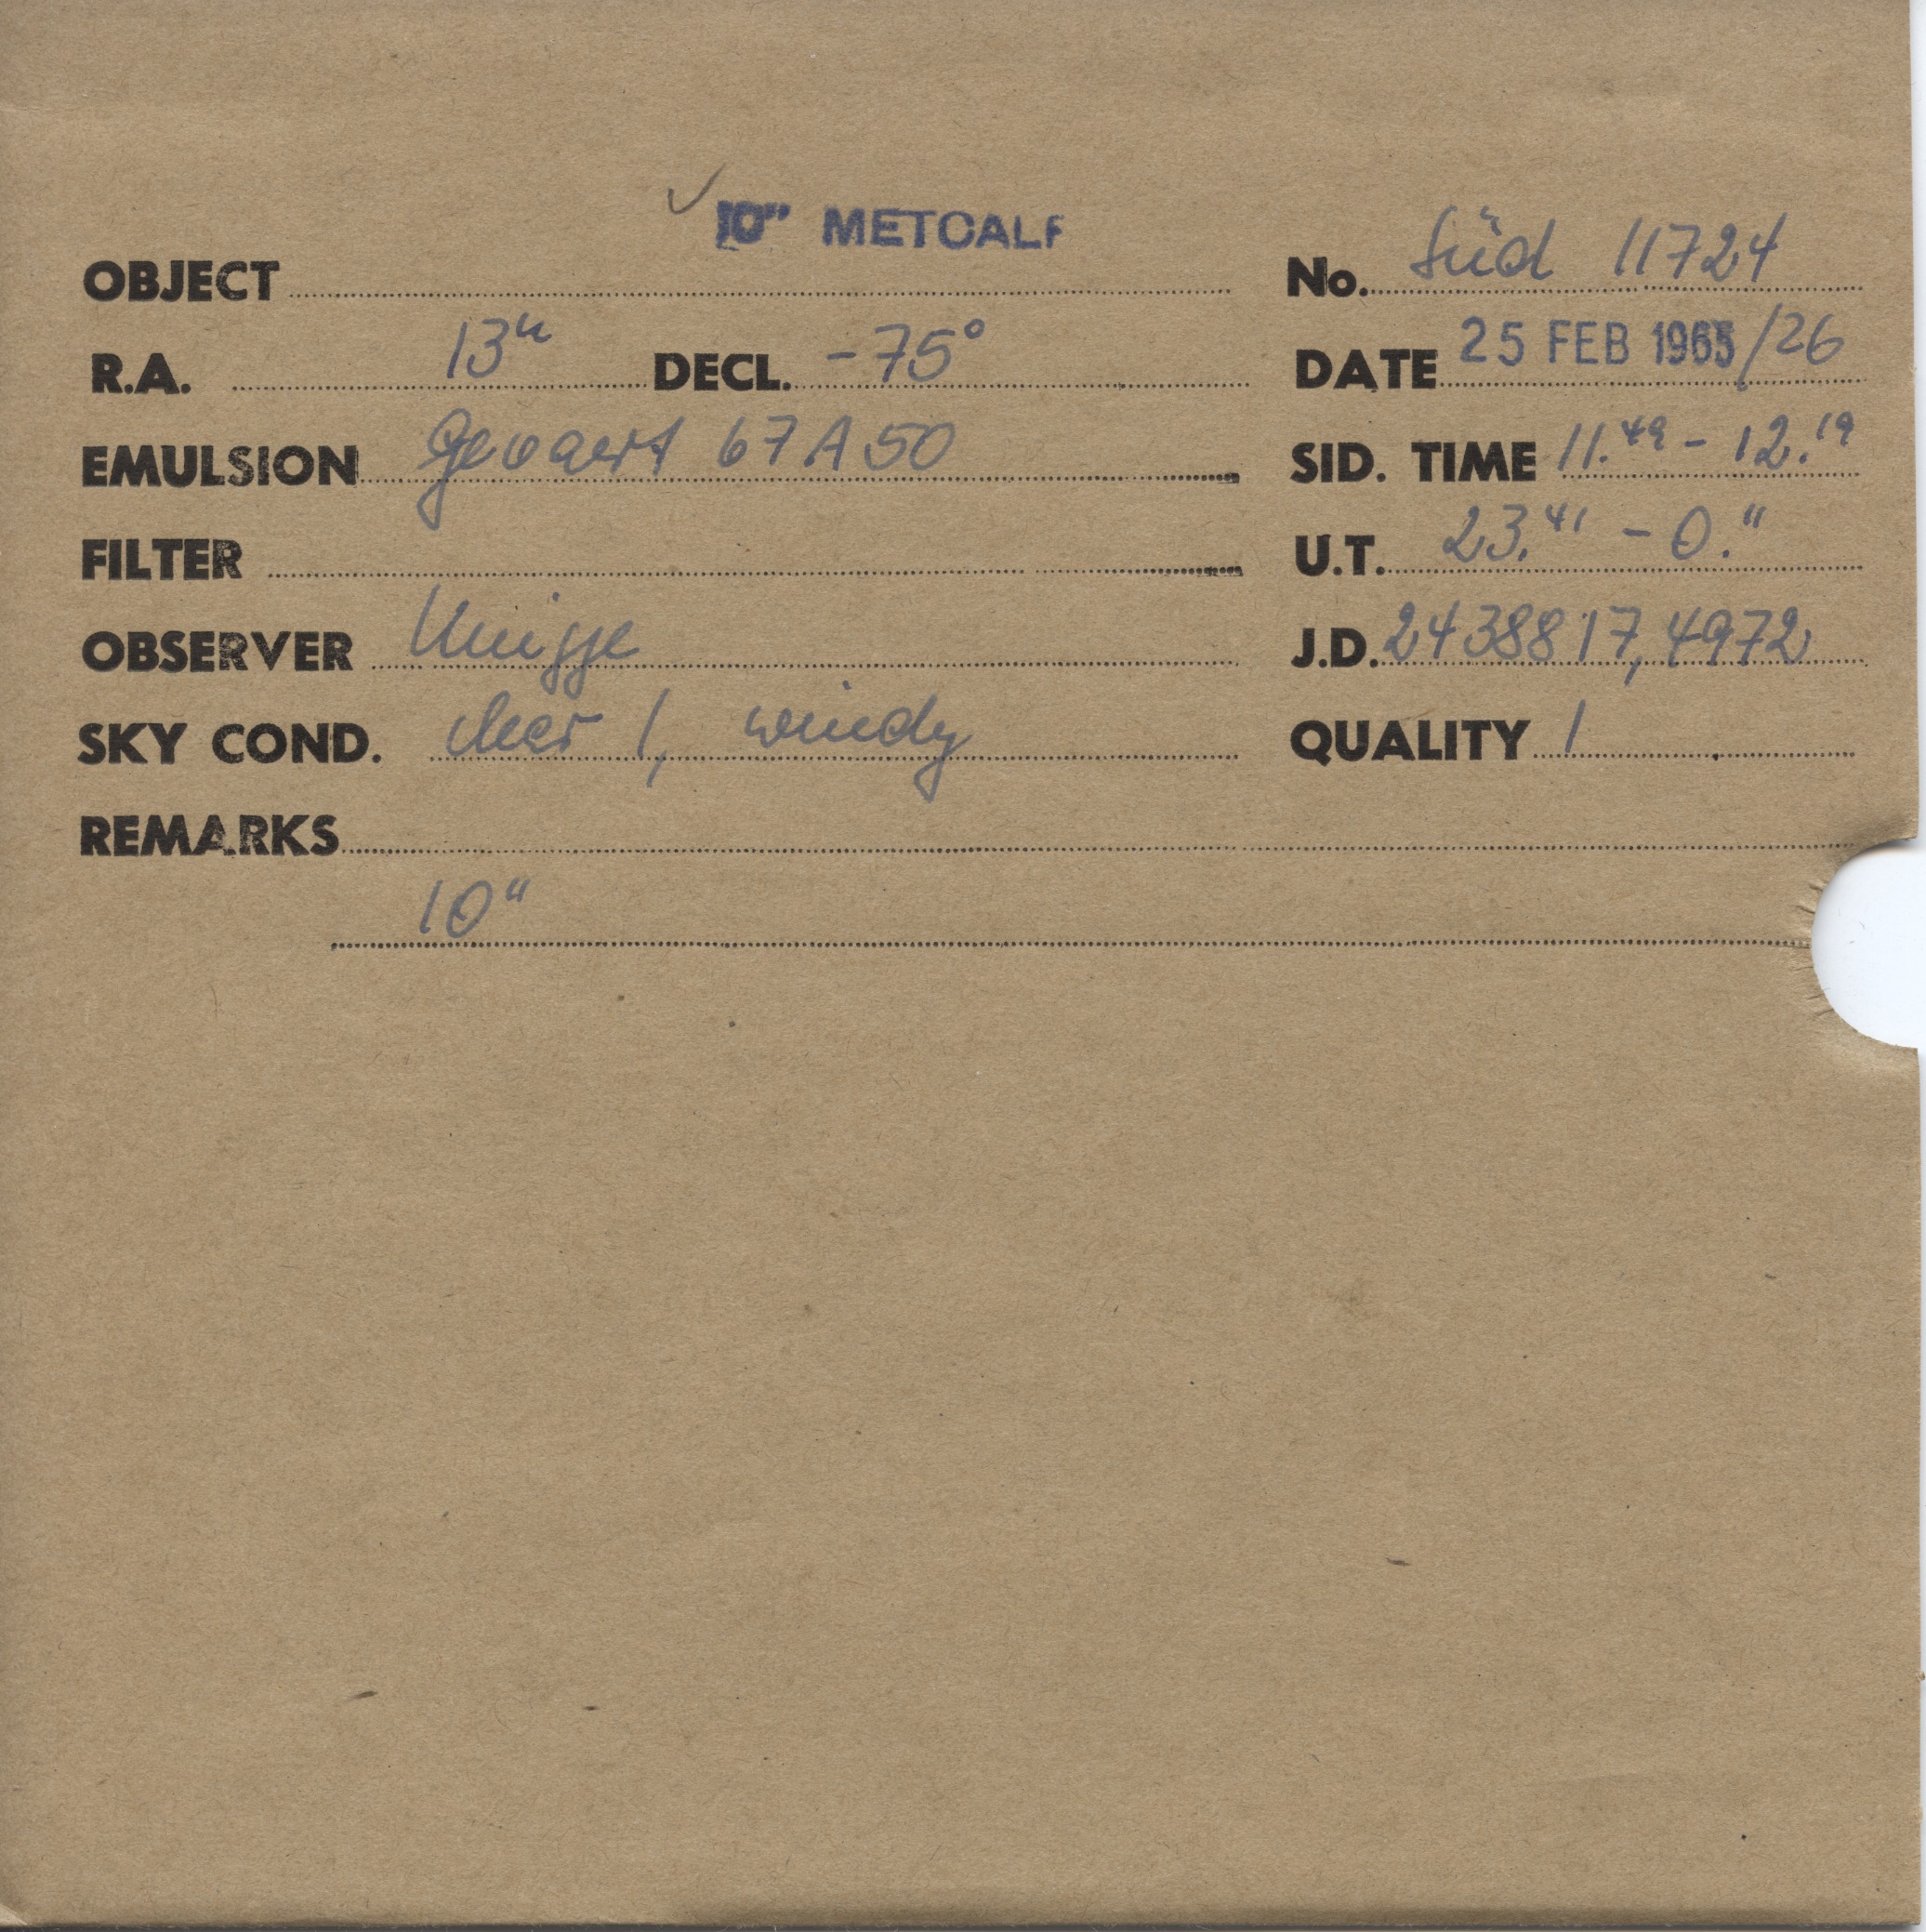 ✓ 10" METCALF
OBJECT No. Süd 11724
R.A. 13h DECL. -75° DATE 25 FEB 1965/26
EMULSION Gevaert 67A50 SID. TIME 11.49 - 12.19
FILTER U.T. 23.41 - 0.11
OBSERVER Knigge J.D. 2438817,4972
SKY COND. clear 1, windy QUALITY 1
REMARKS
10"